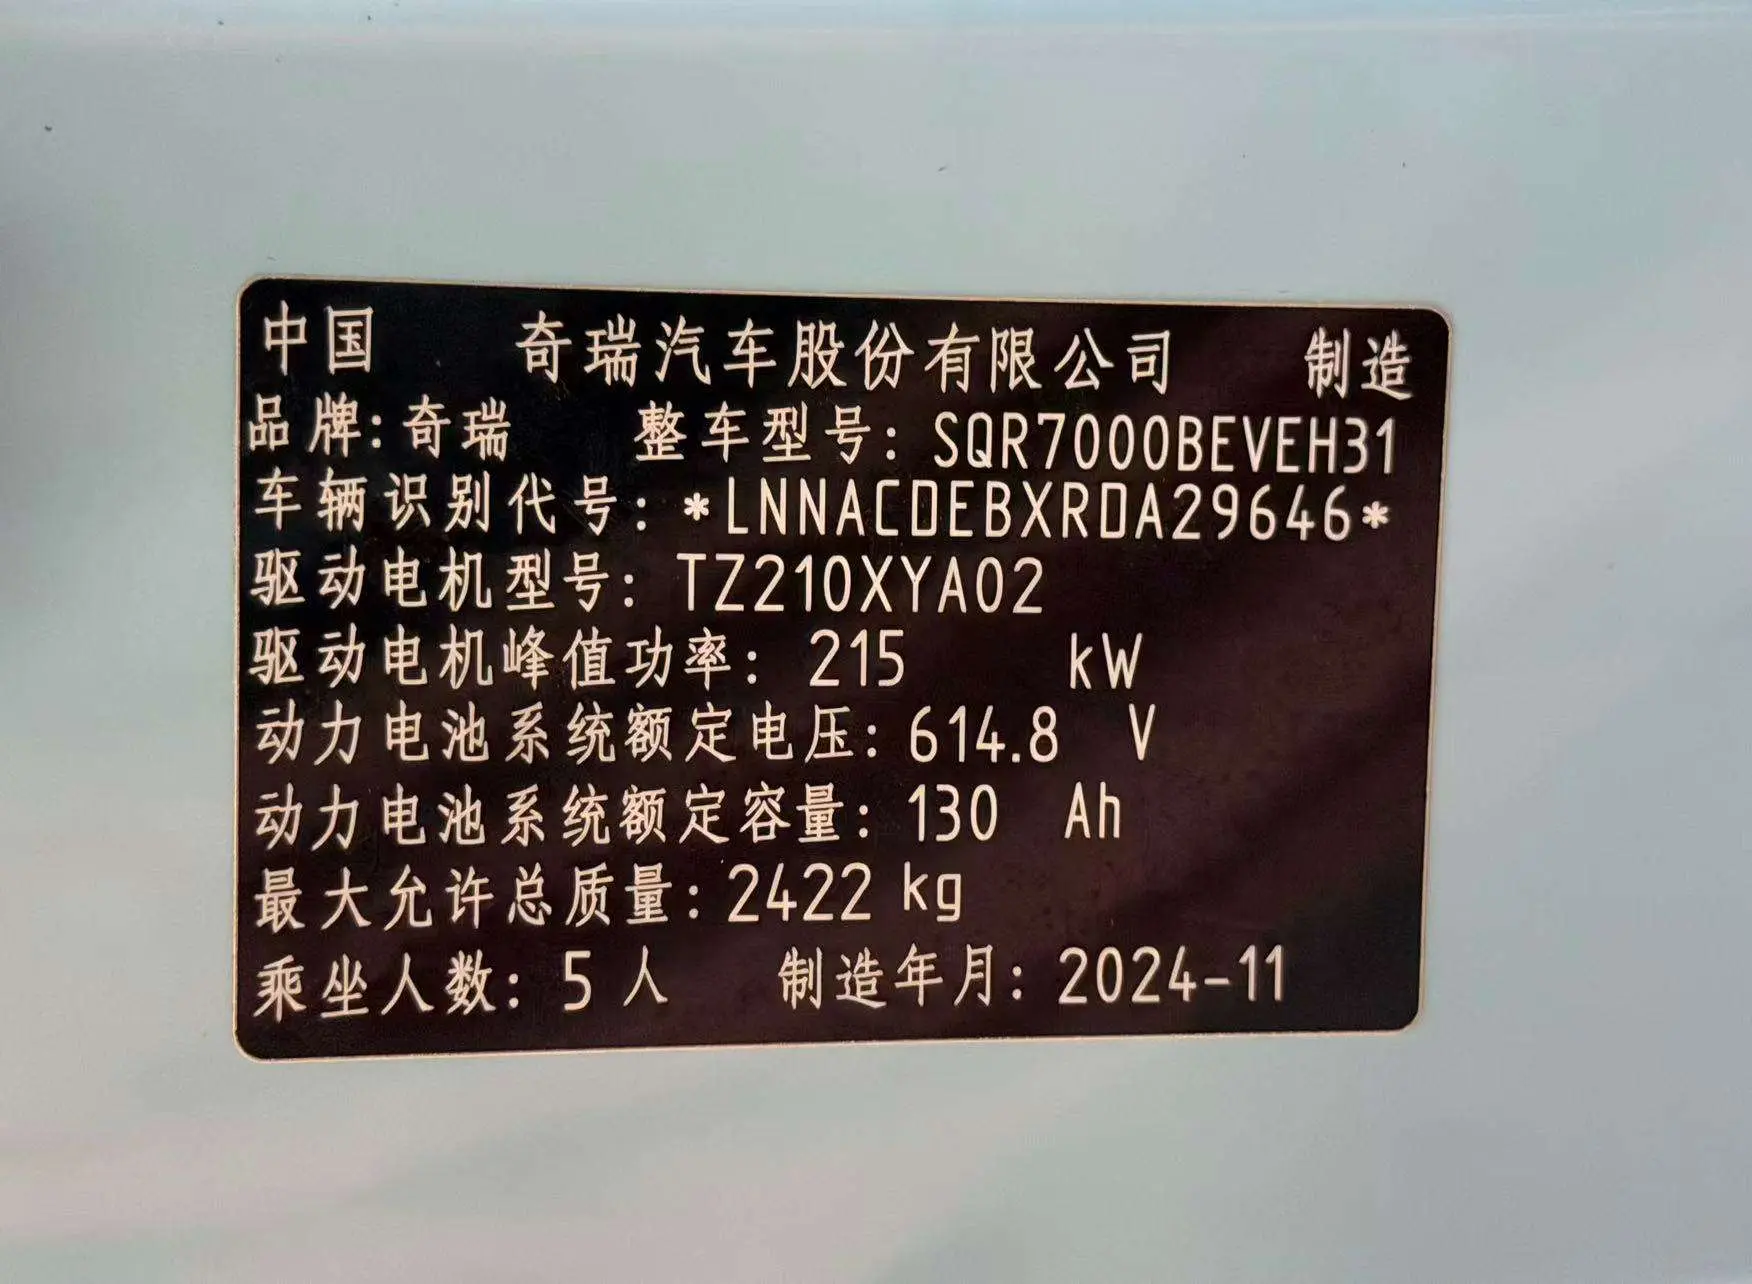 中国 奇瑞汽车股份有限公司 制造
品牌:奇瑞 整车型号:SQR7000BEVEH31
车辆识别代号:*LNNACDEBXRDA29646*
驱动电机型号:TZ210XYA02
驱动电机峰值功率:215 kW
动力电池系统额定电压:614.8 V
动力电池系统额定容量:130 Ah
最大允许总质量:2422 kg
乘坐人数:5 人 制造年月:2024-11